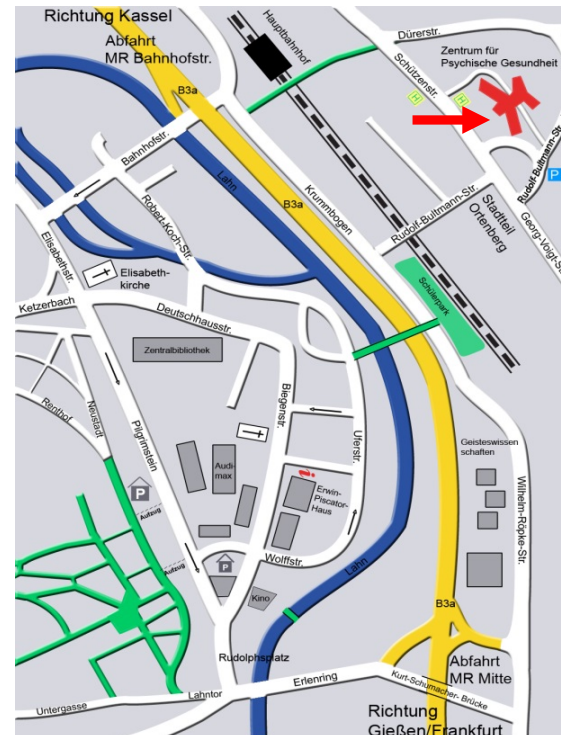 Richtung Kassel
Abfahrt
MR Bahnhofstr.
B3a
Hauptbahnhof
Dürerstr.
Schützenstr.
Zentrum für
Psychische Gesundheit
H
H
Rudolf-Bultmann-Str.
P
Bahnhofstr.
Lahn
B3a
Krummbogen
Rudolf-Bultmann-Str.
Stadtteil
Ortenberg
Georg-Voigt-St
Robert-Koch-Str.
Elisabethstr.
Elisabeth-
kirche
Ketzerbach
Deutschhausstr.
Schülerpark
Zentralbibliothek
Biegenstr.
Renthof
Neustadt
Pilgrimstein
Uferstr.
Audi-
max
i
Erwin-
Piscator-
Haus
Geisteswissen
schaften
Wilhelm-Röpke-Str.
P
Aufzug
Aufzug
P
Wolffstr.
Lahn
Kino
B3a
Rudolphsplatz
Abfahrt
MR Mitte
Erlenring
Kurt-Schumacher- Brücke
Lahntor
Untergasse
Richtung
Gießen/Frankfurt